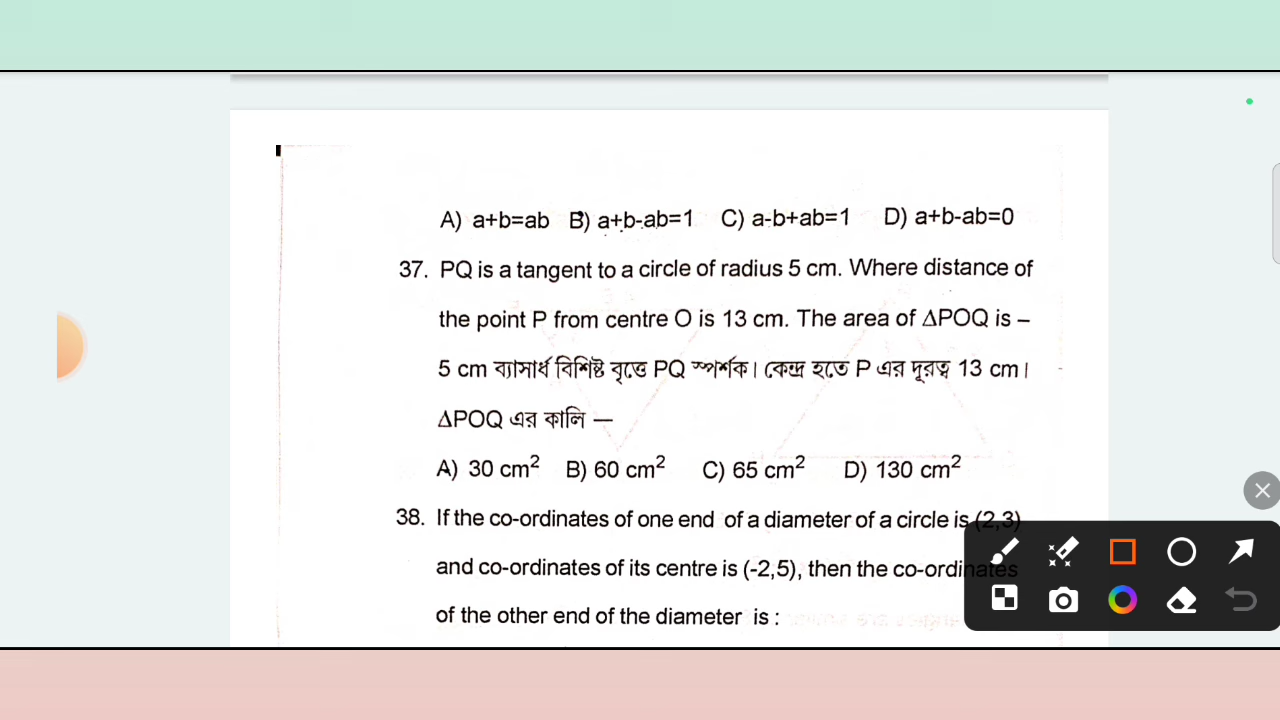 A) a+b=ab B) a+b-ab=1 C) a-b+ab=1 D) a+b-ab=0
37. PQ is a tangent to a circle of radius 5 cm. Where distance of
the point P from centre O is 13 cm. The area of ΔPOQ is –
5 cm ব্যাসার্ধ বিশিষ্ট বৃত্তে PQ স্পর্শক। কেন্দ্র হতে P এর দূরত্ব 13 cm।
ΔPOQ এর কালি —
A) 30 cm² B) 60 cm² C) 65 cm² D) 130 cm²
38. If the co-ordinates of one end of a diameter of a circle is (2,3)
and co-ordinates of its centre is (-2,5), then the co-ordinates
of the other end of the diameter is :